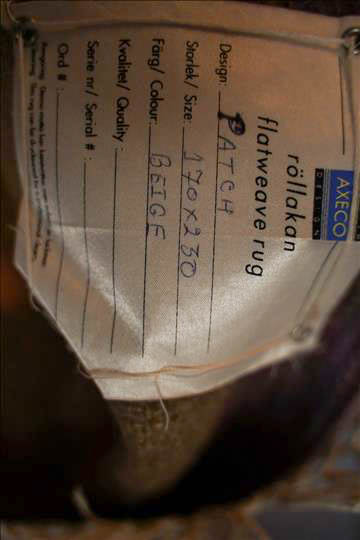 AXECO
DESIGN
röllakan
flatweave rug
Design: PATCH
Storlek/ Size: 170x230
Färg/ Colour: BEIGE
Kvalitet/ Quality :
Serie nr/ Serial # :
Ord # :